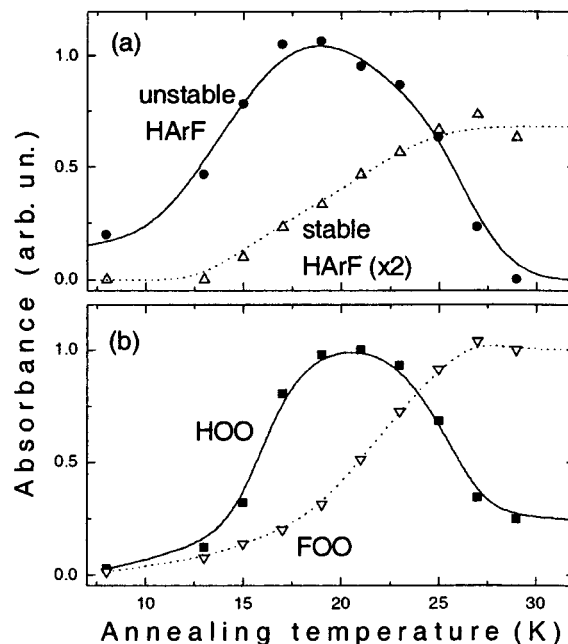 (a)
unstable
HArF
stable
HArF (x2)
1.0
0.5
0.0
(b)
HOO
FOO
1.0
0.5
0.0
Absorbance (arb. un.)
10 15 20 25 30
Annealing temperature (K)